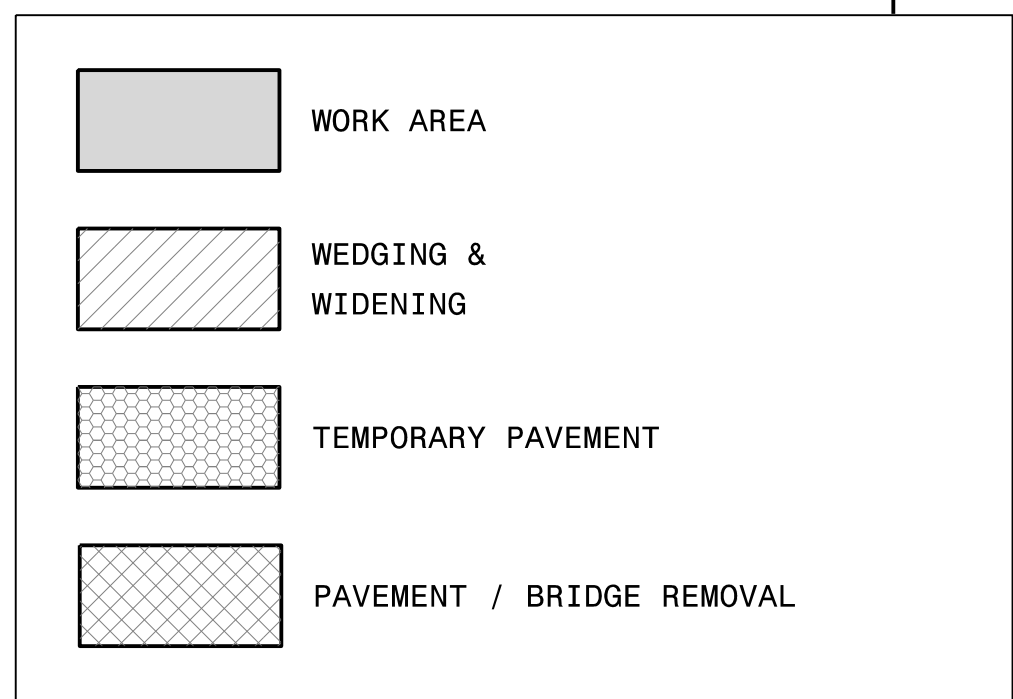 WORK AREA
WEDGING &
WIDENING
TEMPORARY PAVEMENT
PAVEMENT / BRIDGE REMOVAL